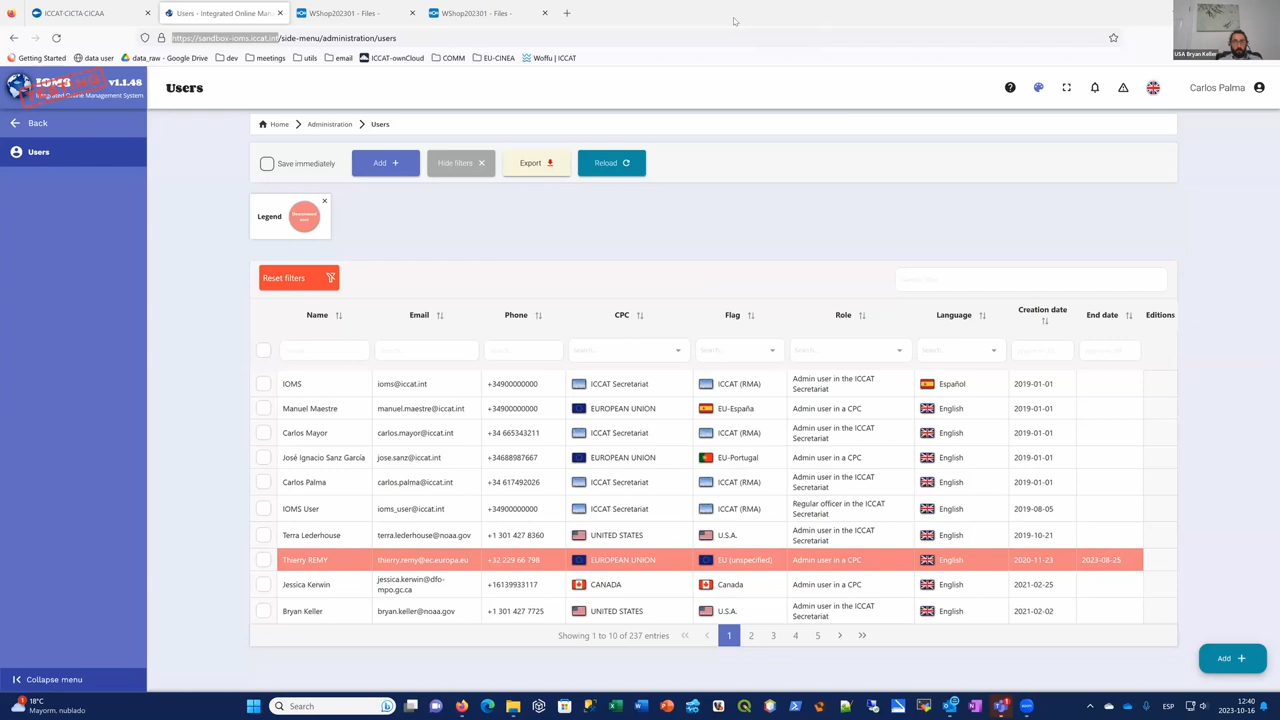 ICCAT·CICTA·CICAA
Users - Integrated Online Man
WShop202301 - Files -
WShop202301 - Files -
https://sandbox-ioms.iccat.int/side-menu/administration/users
Getting Started
data user
data_raw - Google Drive
dev
meetings
utils
email
ICCAT-ownCloud
COMM
EU-CINEA
Woffu | ICCAT
USA Bryan Keller
IOMS v1.1.48
Integrated Online Management System
Users
Carlos Palma
Back
Users
Home > Administration > Users
Save immediately
Add +
Hide filters
Export
Reload
Legend
Reset filters
Name Email Phone CPC Flag Role Language Creation date End date Editions
Search... Search... Search... Search...
IOMS ioms@iccat.int +34900000000 ICCAT Secretariat ICCAT (RMA) Admin user in the ICCAT Secretariat Español 2019-01-01
Manuel Maestre manuel.maestre@iccat.int +34900000000 EUROPEAN UNION EU-España Admin user in a CPC English 2019-01-01
Carlos Mayor carlos.mayor@iccat.int +34 665343211 ICCAT Secretariat ICCAT (RMA) Admin user in the ICCAT Secretariat English 2019-01-01
José Ignacio Sanz García jose.sanz@iccat.int +34688987667 EUROPEAN UNION EU-Portugal Admin user in a CPC English 2019-01-01
Carlos Palma carlos.palma@iccat.int +34 617492026 ICCAT Secretariat ICCAT (RMA) Admin user in the ICCAT Secretariat English 2019-01-01
IOMS User ioms_user@iccat.int +34900000000 ICCAT Secretariat ICCAT (RMA) Regular officer in the ICCAT Secretariat English 2019-08-05
Terra Lederhouse terra.lederhouse@noaa.gov +1 301 427 8360 UNITED STATES U.S.A. Admin user in the ICCAT Secretariat English 2019-10-21
Thierry REMY thierry.remy@ec.europa.eu +32 229 66 798 EUROPEAN UNION EU (unspecified) Admin user in a CPC English 2020-11-23 2023-08-25
Jessica Kerwin jessica.kerwin@dfo-mpo.gc.ca +16139933117 CANADA Canada Admin user in a CPC English 2021-02-25
Bryan Keller bryan.keller@noaa.gov +1 301 427 7725 UNITED STATES U.S.A. Admin user in the ICCAT Secretariat English 2021-02-02
Showing 1 to 10 of 237 entries « ‹ 1 2 3 4 5 › »
Add +
Collapse menu
18°C
Mayorm. nublado
Search
ESP
12:40
2023-10-16